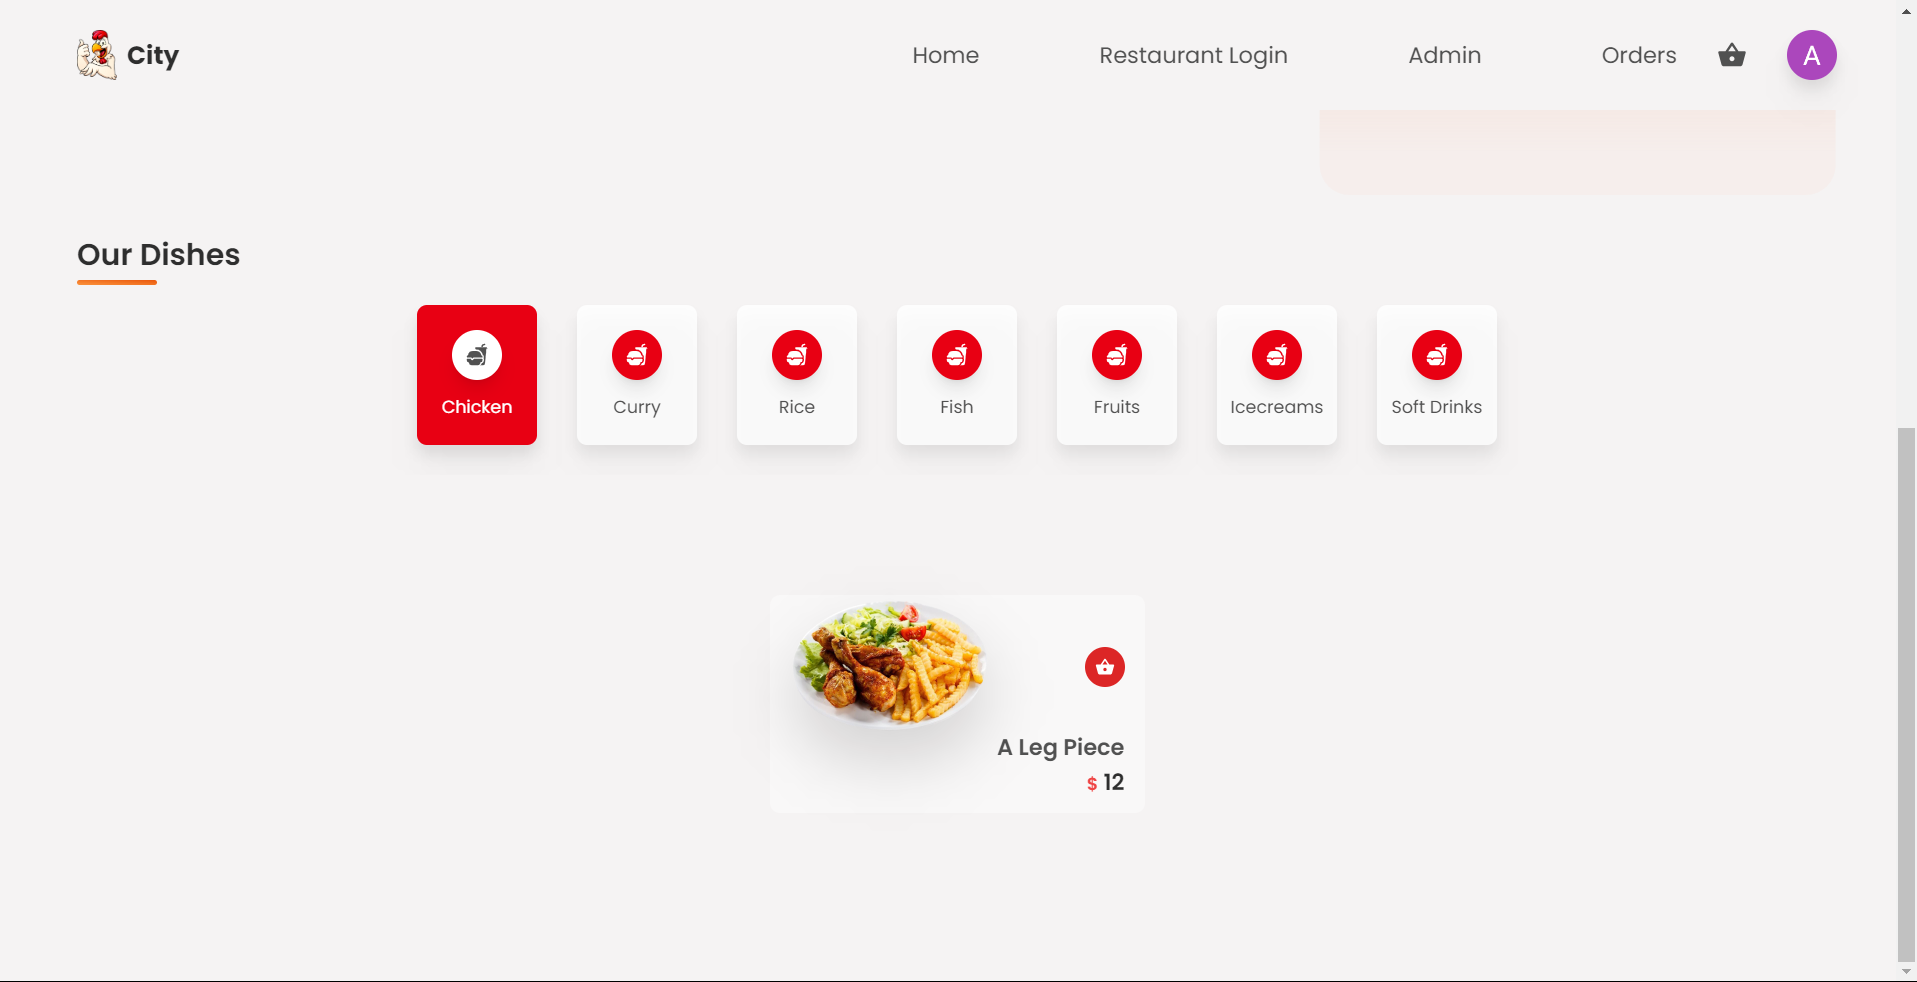 City
Home
Restaurant Login
Admin
Orders
A
Our Dishes
Chicken
Curry
Rice
Fish
Fruits
Icecreams
Soft Drinks
A Leg Piece
$ 12